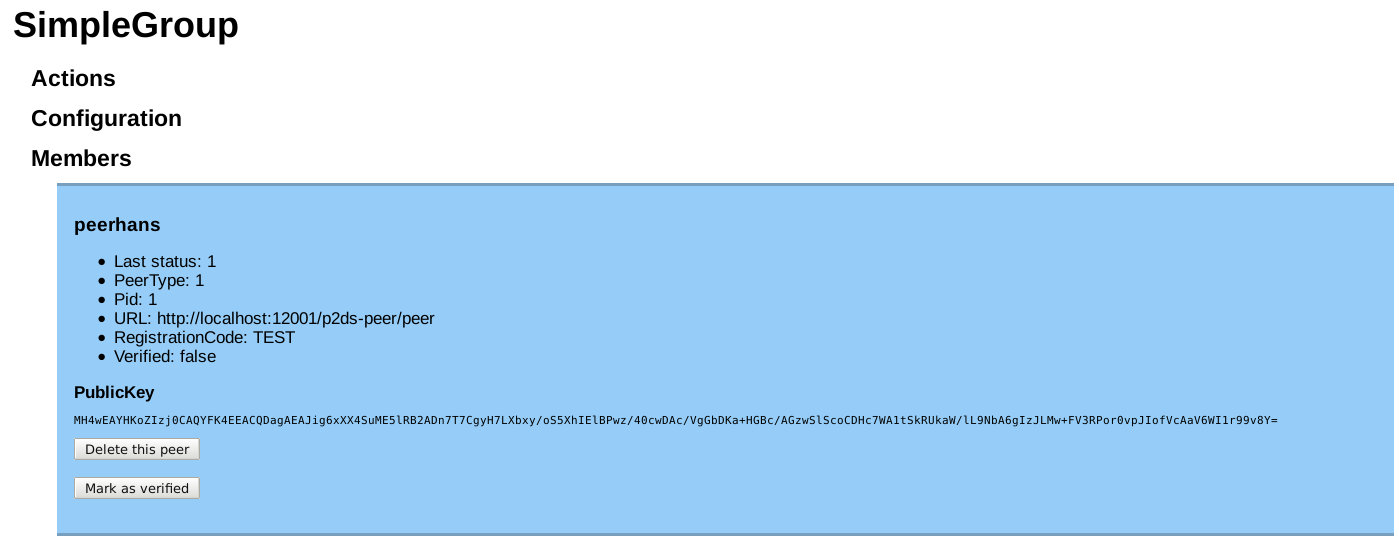 SimpleGroup
Actions
Configuration
Members
peerhans
Last status: 1
PeerType: 1
Pid: 1
URL: http://localhost:12001/p2ds-peer/peer
RegistrationCode: TEST
Verified: false
PublicKey
MH4wEAYHKoZIzj0CAQYFK4EEACQDagAEAJig6xXX4SuME5lRB2ADn7T7CgyH7LXbxy/oS5XhIElBPwz/40cwDAc/VgGbDKa+HGBc/AGzwSlScoCDHc7WA1tSkRUkaW/lL9NbA6gIzJLMw+FV3RPor0vpJIofVcAaV6WI1r99v8Y=
Delete this peer
Mark as verified